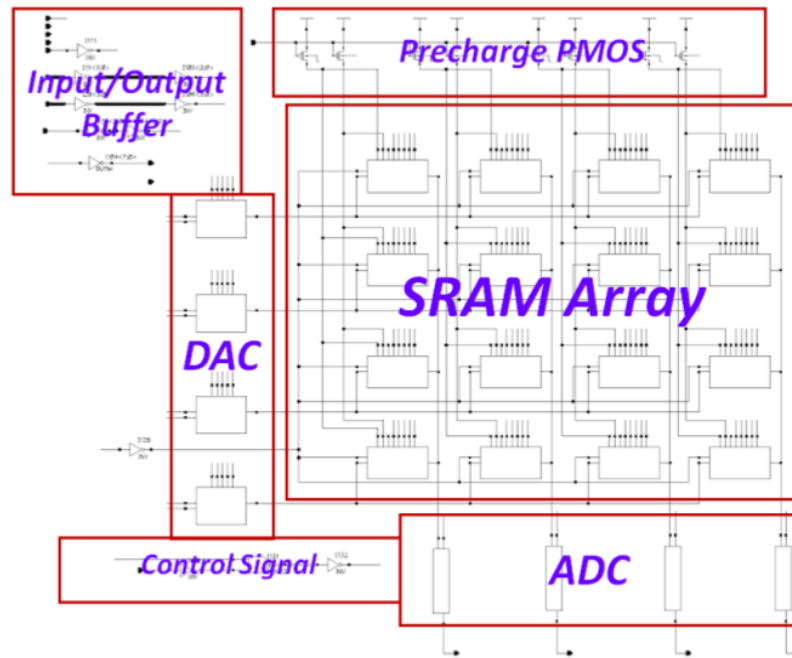 Precharge PMOS
Input/Output
Buffer
SRAM Array
DAC
Control Signal
ADC